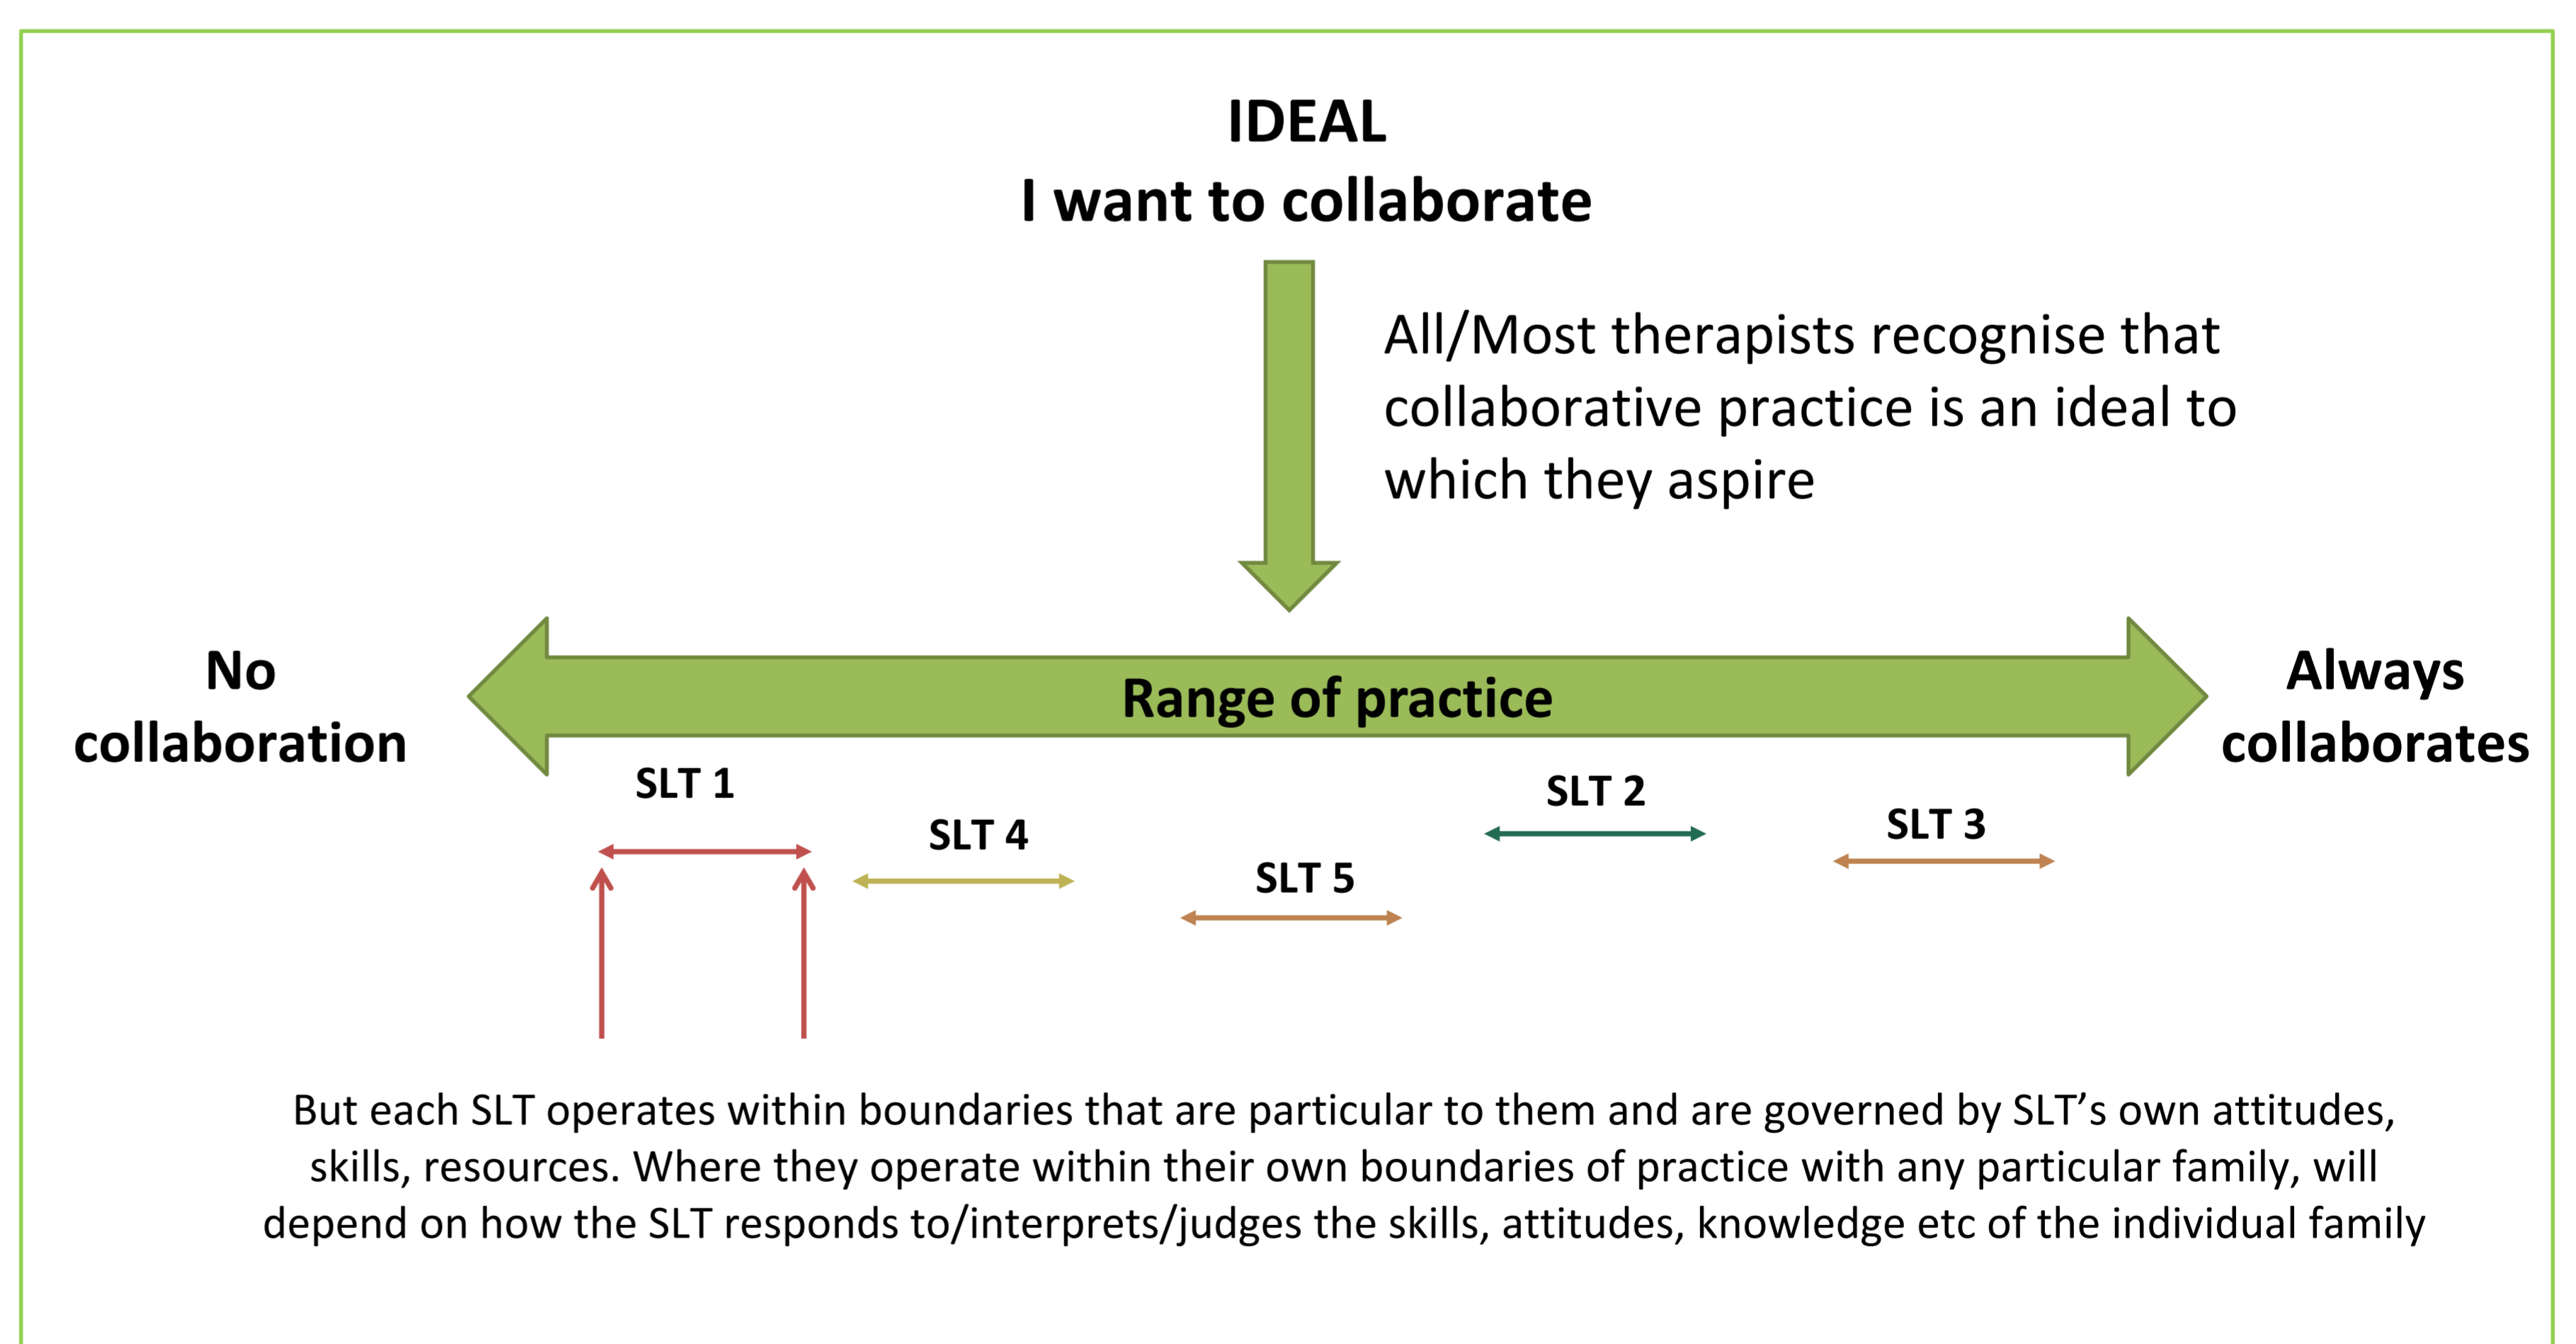 IDEAL
I want to collaborate
All/Most therapists recognise that
collaborative practice is an ideal to
which they aspire
No
collaboration
Range of practice
Always
collaborates
SLT 1
SLT 4
SLT 5
SLT 2
SLT 3
But each SLT operates within boundaries that are particular to them and are governed by SLT’s own attitudes,
skills, resources. Where they operate within their own boundaries of practice with any particular family, will
depend on how the SLT responds to/interprets/judges the skills, attitudes, knowledge etc of the individual family